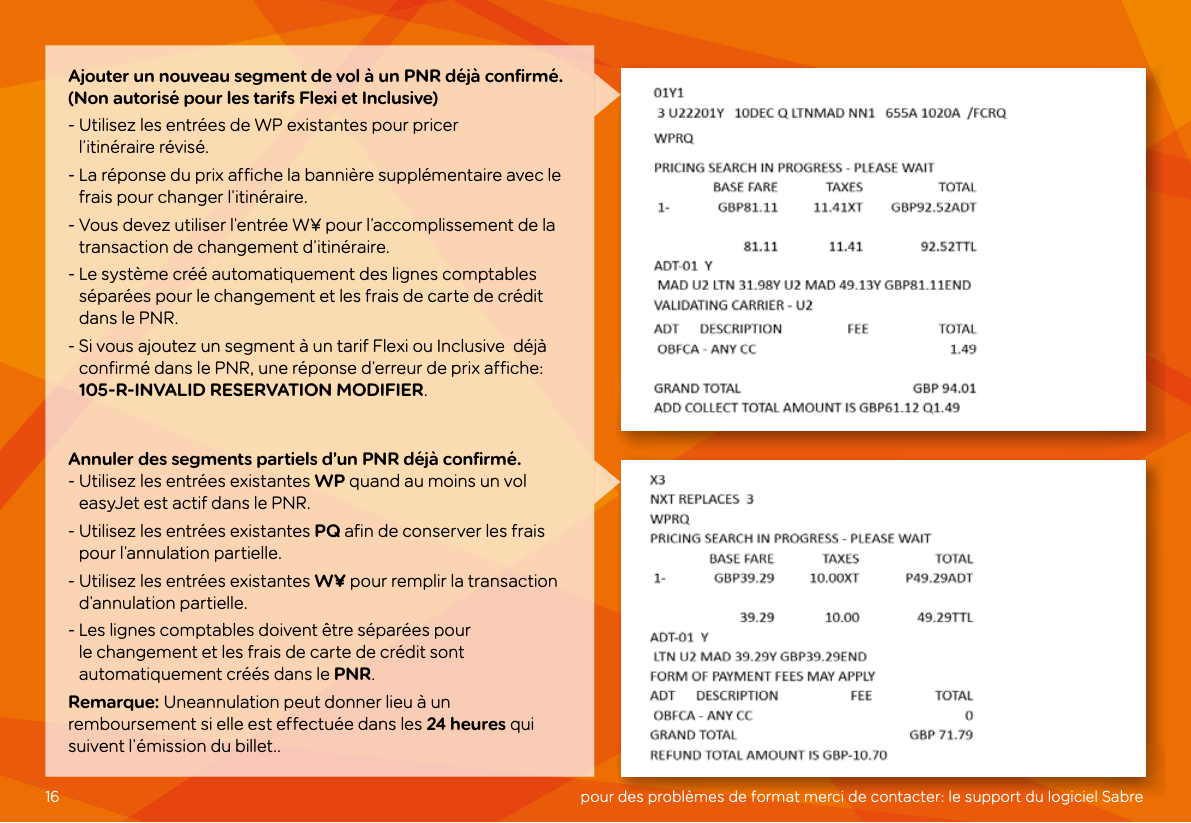 Ajouter un nouveau segment de vol à un PNR déjà confirmé.
(Non autorisé pour les tarifs Flexi et Inclusive)
- Utilisez les entrées de WP existantes pour pricer
l'itinéraire révisé.
- La réponse du prix affiche la bannière supplémentaire avec le
frais pour changer l'itinéraire.
- Vous devez utiliser l'entrée W¥ pour l'accomplissement de la
transaction de changement d'itinéraire.
- Le système créé automatiquement des lignes comptables
séparées pour le changement et les frais de carte de crédit
dans le PNR.
- Si vous ajoutez un segment à un tarif Flexi ou Inclusive  déjà
confirmé dans le PNR, une réponse d'erreur de prix affiche:
105-R-INVALID RESERVATION MODIFIER.
Annuler des segments partiels d'un PNR déjà confirmé.
- Utilisez les entrées existantes WP quand au moins un vol
easyJet est actif dans le PNR.
- Utilisez les entrées existantes PQ afin de conserver les frais
pour l'annulation partielle.
- Utilisez les entrées existantes W¥ pour remplir la transaction
d'annulation partielle.
- Les lignes comptables doivent être séparées pour
le changement et les frais de carte de crédit sont
automatiquement créés dans le PNR.
Remarque: Uneannulation peut donner lieu à un
remboursement si elle est effectuée dans les 24 heures qui
suivent l'émission du billet..
01Y1
3 U22201Y 10DEC Q LTNMAD NN1 655A 1020A /FCRQ
WPRQ
PRICING SEARCH IN PROGRESS - PLEASE WAIT
BASE FARE TAXES TOTAL
1- GBP81.11 11.41XT GBP92.52ADT
81.11 11.41 92.52TTL
ADT-01 Y
MAD U2 LTN 31.98Y U2 MAD 49.13Y GBP81.11END
VALIDATING CARRIER - U2
ADT DESCRIPTION FEE TOTAL
OBFCA - ANY CC 1.49
GRAND TOTAL GBP 94.01
ADD COLLECT TOTAL AMOUNT IS GBP61.12 Q1.49
X3
NXT REPLACES 3
WPRQ
PRICING SEARCH IN PROGRESS - PLEASE WAIT
BASE FARE TAXES TOTAL
1- GBP39.29 10.00XT P49.29ADT
39.29 10.00 49.29TTL
ADT-01 Y
LTN U2 MAD 39.29Y GBP39.29END
FORM OF PAYMENT FEES MAY APPLY
ADT DESCRIPTION FEE TOTAL
OBFCA - ANY CC 0
GRAND TOTAL GBP 71.79
REFUND TOTAL AMOUNT IS GBP-10.70
16
pour des problèmes de format merci de contacter: le support du logiciel Sabre